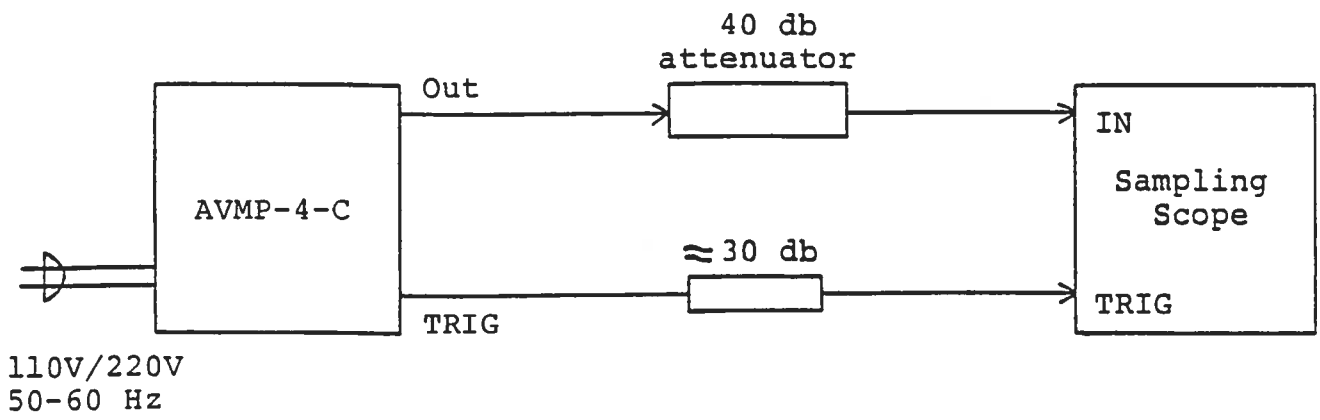 40 db
attenuator
Out
IN
AVMP-4-C
Sampling
Scope
≈ 30 db
TRIG
TRIG
110V/220V
50-60 Hz